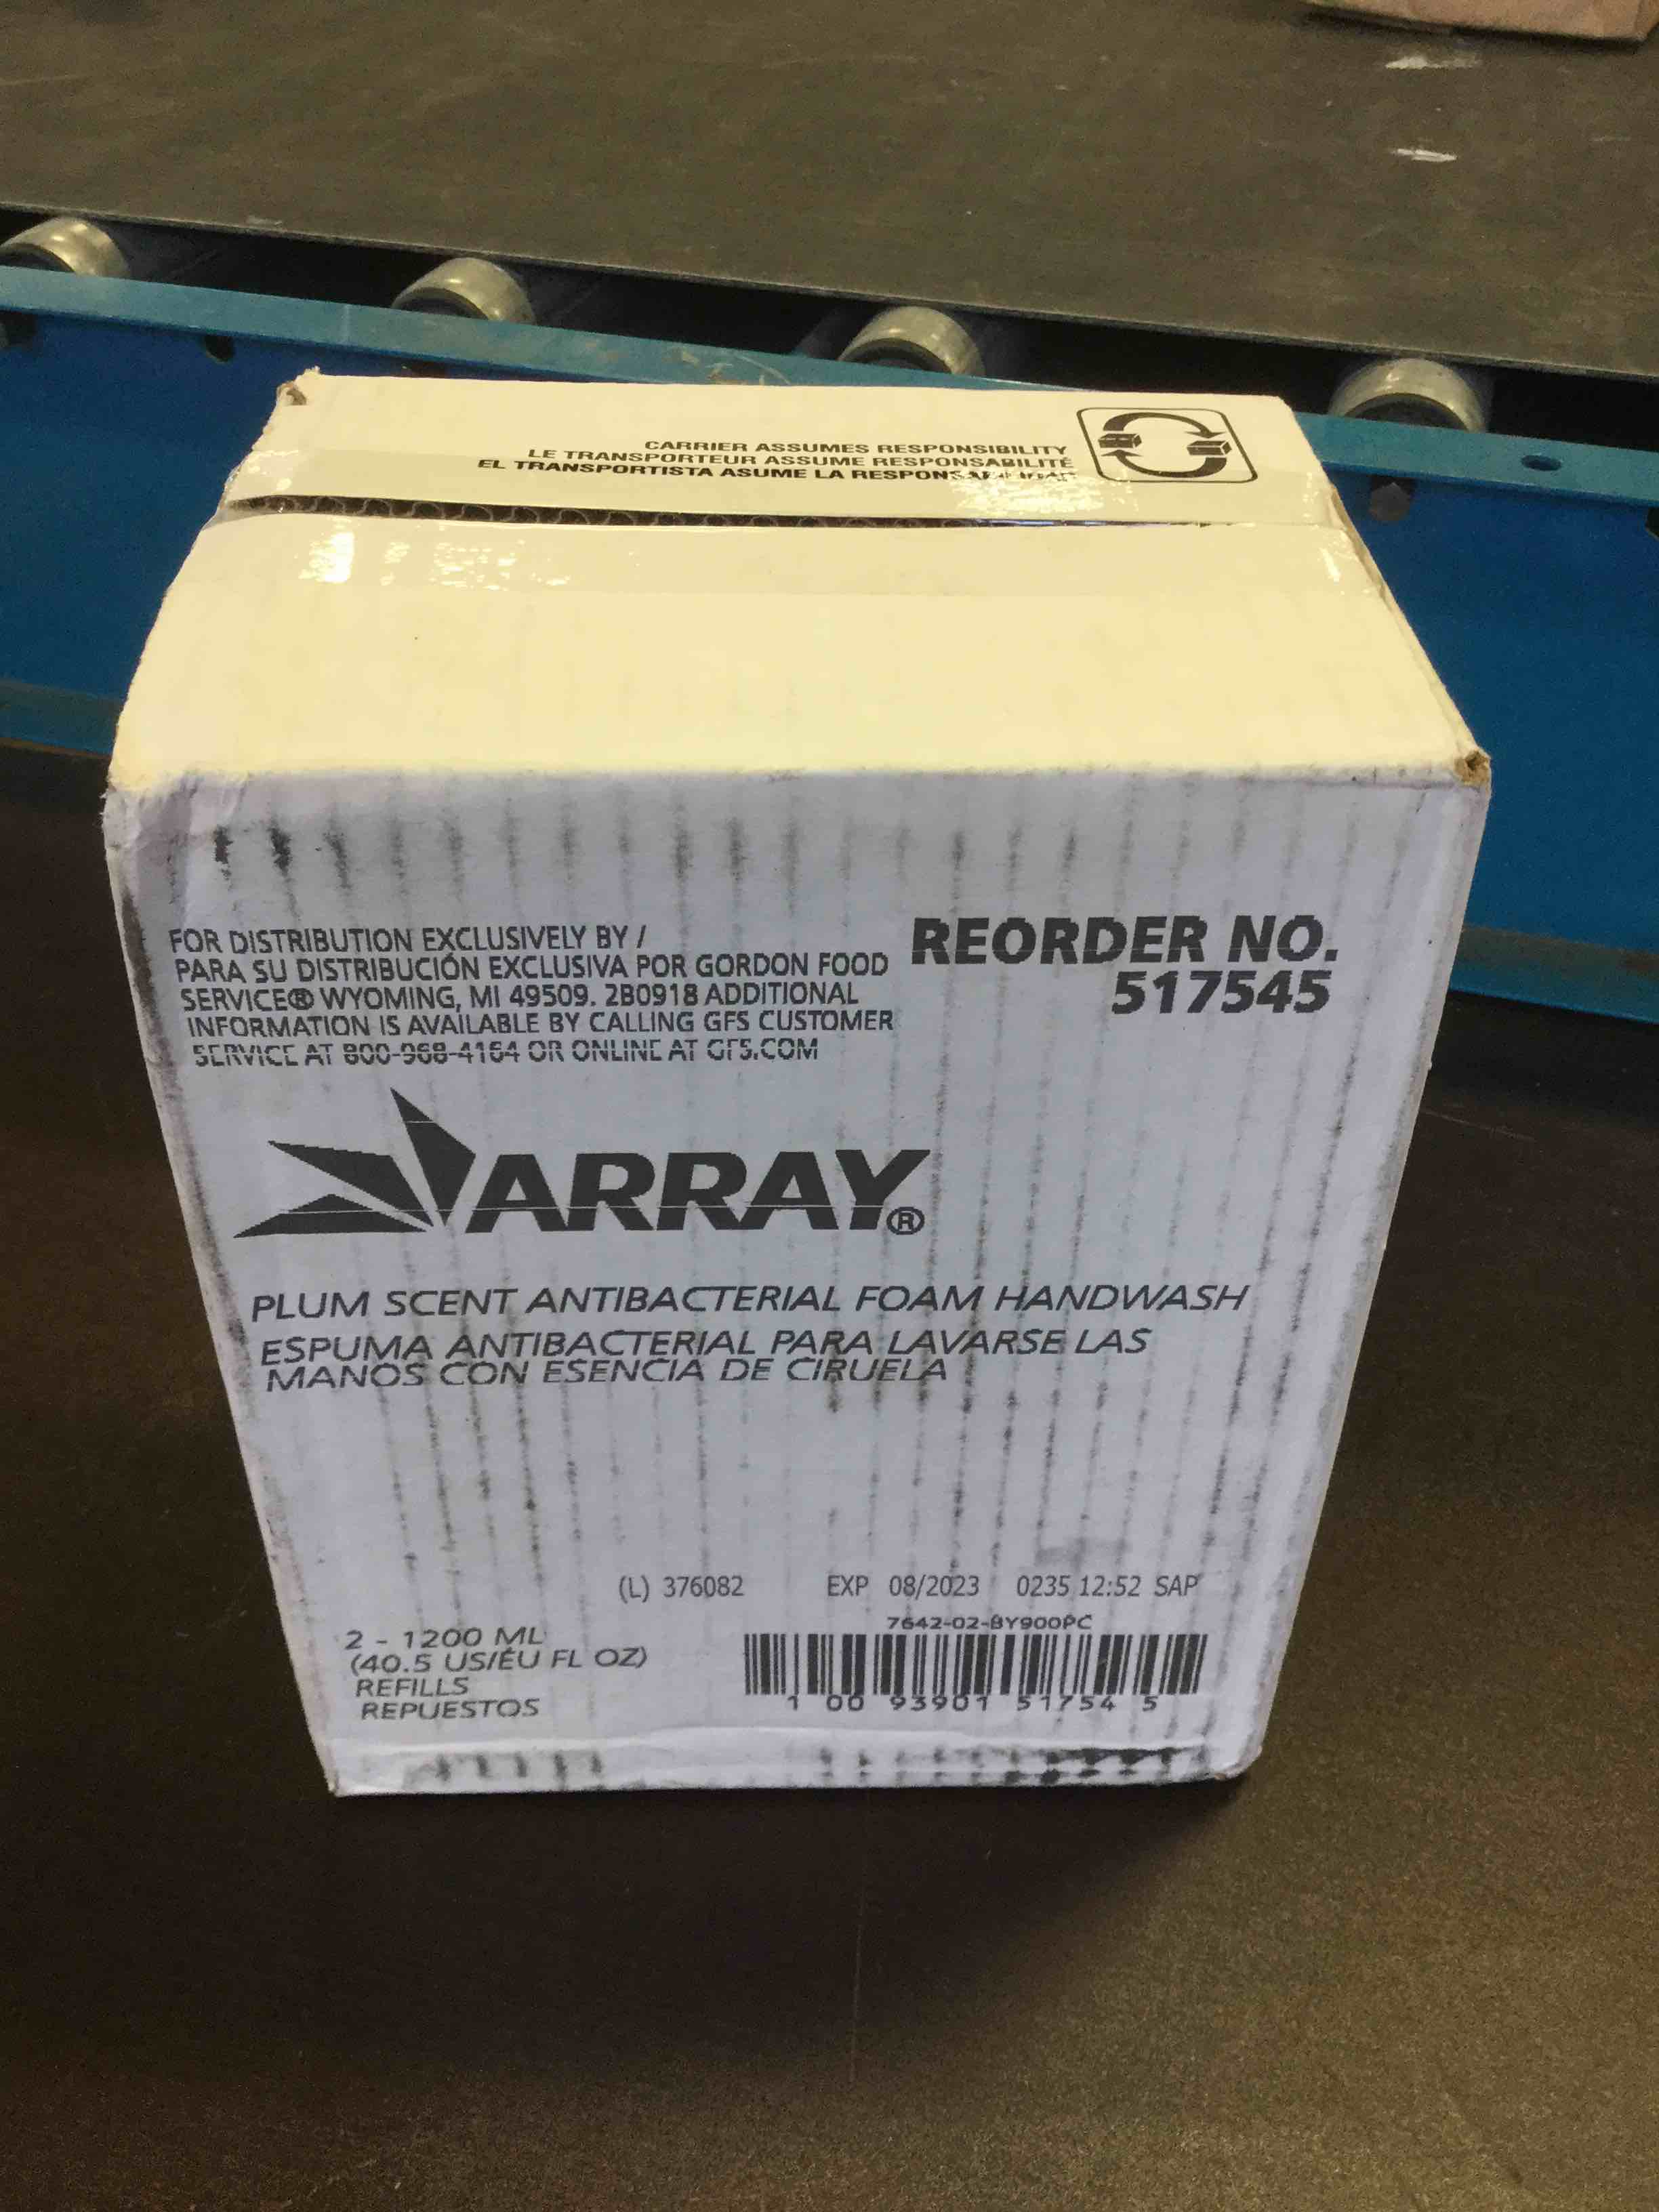 CARRIER ASSUMES RESPONSIBILITY
LE TRANSPORTEUR ASSUME RESPONSABILITÉ
EL TRANSPORTISTA ASUME LA
FOR DISTRIBUTION EXCLUSIVELY BY /
PARA SU DISTRIBUCIÓN EXCLUSIVA POR GORDON FOOD
SERVICE® WYOMING, MI 49509. 2B0918 ADDITIONAL
INFORMATION IS AVAILABLE BY CALLING GFS CUSTOMER
SERVICE AT 800-968-4164 OR ONLINE AT GFS.COM
REORDER NO.
517545
ARRAY®
PLUM SCENT ANTIBACTERIAL FOAM HANDWASH
ESPUMA ANTIBACTERIAL PARA LAVARSE LAS
MANOS CON ESENCIA DE CIRUELA
(L) 376082 EXP 08/2023 0235 12:52 SAP
2 - 1200 ML
(40.5 US/ÉU FL OZ)
REFILLS
REPUESTOS
7642-02-BY900PC
1 00 93901 51754 5